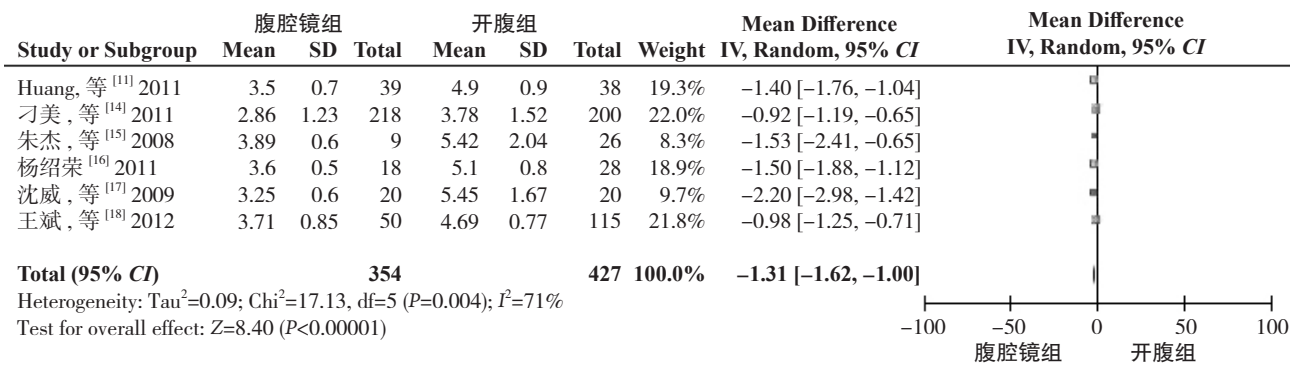 腹腔镜组 开腹组 Mean Difference Mean Difference
Study or Subgroup Mean SD Total Mean SD Total Weight IV, Random, 95% CI IV, Random, 95% CI
Huang, 等 [11] 2011 3.5 0.7 39 4.9 0.9 38 19.3% −1.40 [−1.76, −1.04]
刁美 , 等 [14] 2011 2.86 1.23 218 3.78 1.52 200 22.0% −0.92 [−1.19, −0.65]
朱杰 , 等 [15] 2008 3.89 0.6 9 5.42 2.04 26 8.3% −1.53 [−2.41, −0.65]
杨绍荣 [16] 2011 3.6 0.5 18 5.1 0.8 28 18.9% −1.50 [−1.88, −1.12]
沈威 , 等 [17] 2009 3.25 0.6 20 5.45 1.67 20 9.7% −2.20 [−2.98, −1.42]
王斌 , 等 [18] 2012 3.71 0.85 50 4.69 0.77 115 21.8% −0.98 [−1.25, −0.71]
Total (95% CI) 354 427 100.0% −1.31 [−1.62, −1.00]
Heterogeneity: Tau²=0.09; Chi²=17.13, df=5 (P=0.004); I²=71%
Test for overall effect: Z=8.40 (P<0.00001)
−100 −50 0 50 100
腹腔镜组 开腹组